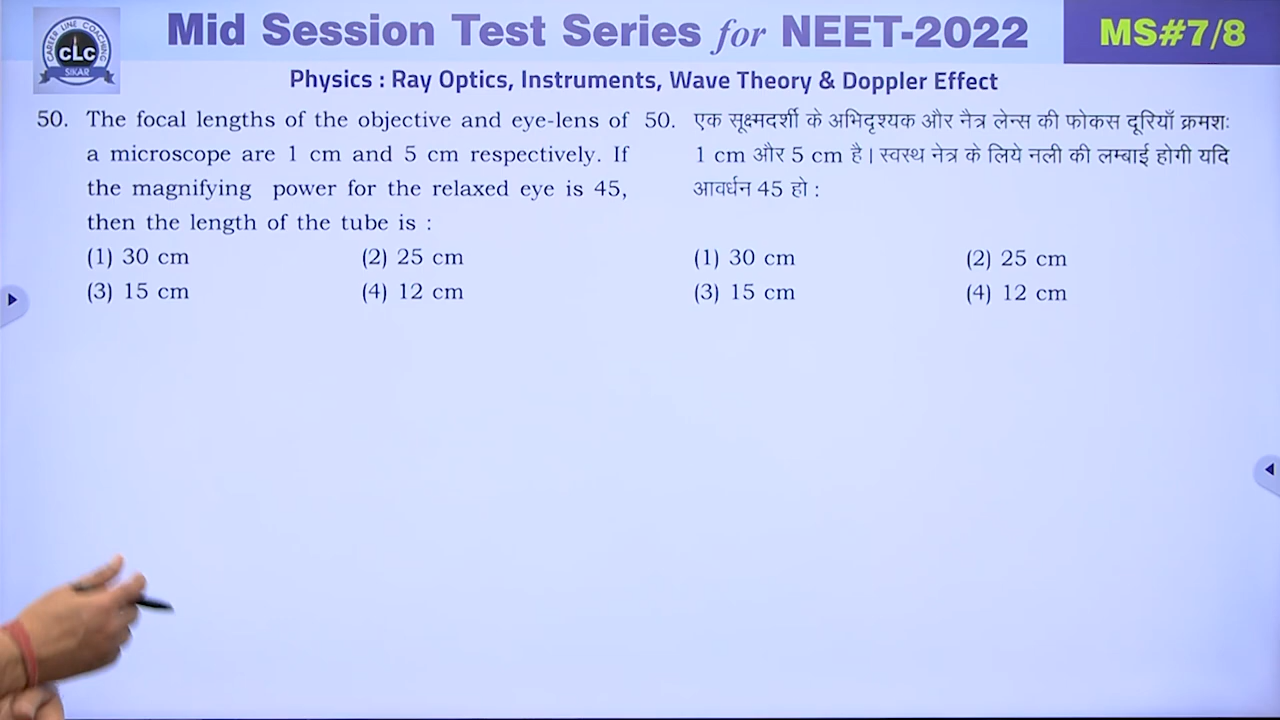 CAREER LINE COACHING
CLC
SIKAR
Mid Session Test Series for NEET-2022
MS#7/8
Physics : Ray Optics, Instruments, Wave Theory & Doppler Effect
50. The focal lengths of the objective and eye-lens of
a microscope are 1 cm and 5 cm respectively. If
the magnifying power for the relaxed eye is 45,
then the length of the tube is :
(1) 30 cm (2) 25 cm
(3) 15 cm (4) 12 cm
50. एक सूक्ष्मदर्शी के अभिदृश्यक और नैत्र लेन्स की फोकस दूरियाँ क्रमशः
1 cm और 5 cm है। स्वस्थ नेत्र के लिये नली की लम्बाई होगी यदि
आवर्धन 45 हो :
(1) 30 cm (2) 25 cm
(3) 15 cm (4) 12 cm